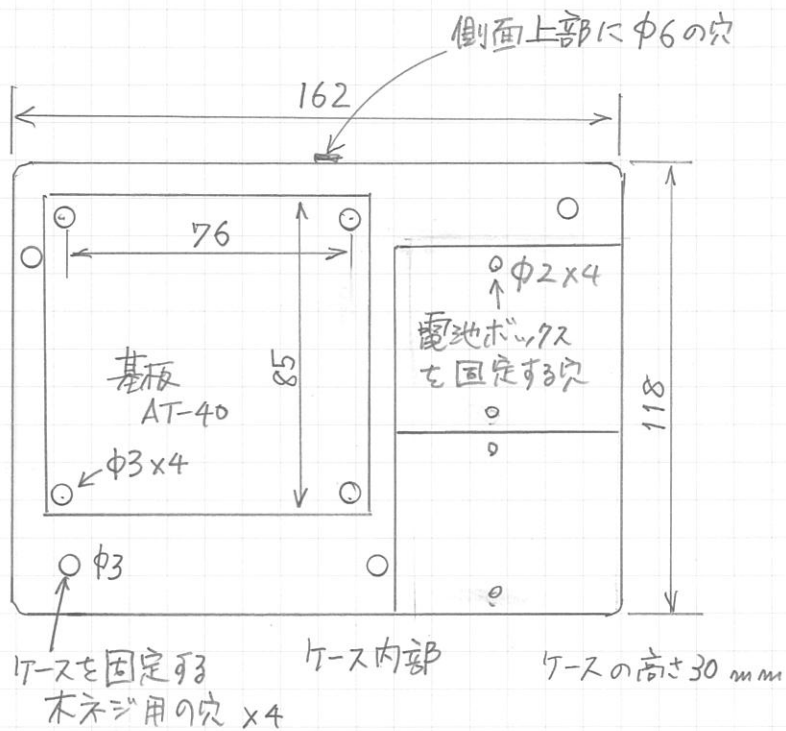 側面上部にφ6の穴
162
76
φ2×4
電池ボックス
を固定する穴
85
118
基板
AT-40
φ3×4
φ3
ケースを固定する
木ネジ用の穴 ×4
ケース内部
ケースの高さ30mm